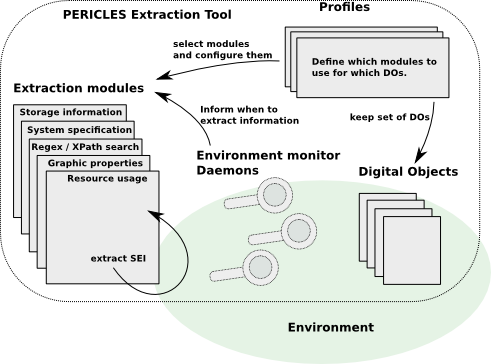 PERICLES Extraction Tool
Profiles
select modules
and configure them
Define which modules to
use for which DOs.
Extraction modules
Inform when to
extract information
keep set of DOs
Storage information
System specification
Regex / XPath search
Graphic properties
Resource usage
extract SEI
Environment monitor
Daemons
Digital Objects
Environment